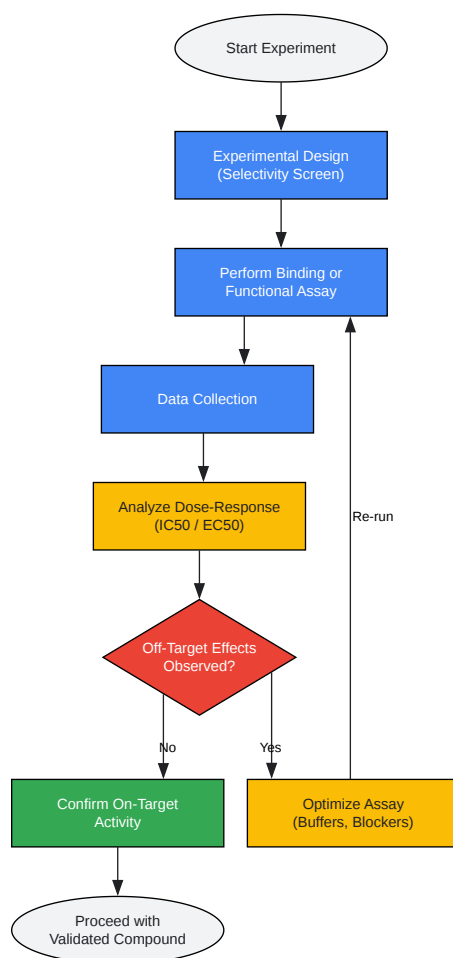 Start Experiment
Experimental Design
(Selectivity Screen)
Perform Binding or
Functional Assay
Data Collection
Analyze Dose-Response
(IC50 / EC50)
Re-run
Off-Target Effects
Observed?
No
Yes
Confirm On-Target
Activity
Optimize Assay
(Buffers, Blockers)
Proceed with
Validated Compound